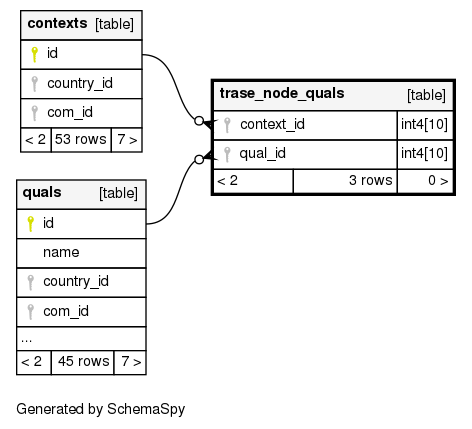 contexts [table]
id
country_id
com_id
< 2 53 rows 7 >
trase_node_quals [table]
context_id int4[10]
qual_id int4[10]
< 2 3 rows 0 >
quals [table]
id
name
country_id
com_id
...
< 2 45 rows 7 >
Generated by SchemaSpy